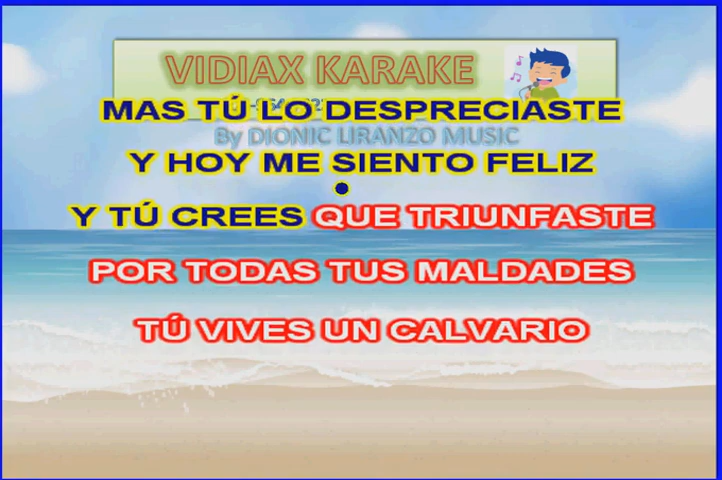 VIDIAX KARAKE
MAS TÚ LO DESPRECIASTE
By DIONIC LIRANZO MUSIC
Y HOY ME SIENTO FELIZ
Y TÚ CREES QUE TRIUNFASTE
POR TODAS TUS MALDADES
TÚ VIVES UN CALVARIO